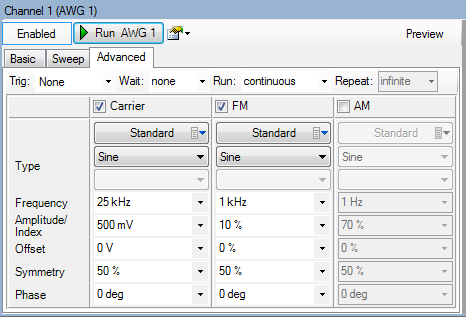 Channel 1 (AWG 1)
Enabled Run AWG 1 Preview
Basic Sweep Advanced
Trig: None Wait: none Run: continuous Repeat: infinite
Carrier FM AM
Standard Standard Standard
Type Sine Sine Sine
Frequency 25 kHz 1 kHz 1 Hz
Amplitude/
Index 500 mV 10 % 70 %
Offset 0 V 0 % 0 %
Symmetry 50 % 50 % 50 %
Phase 0 deg 0 deg 0 deg